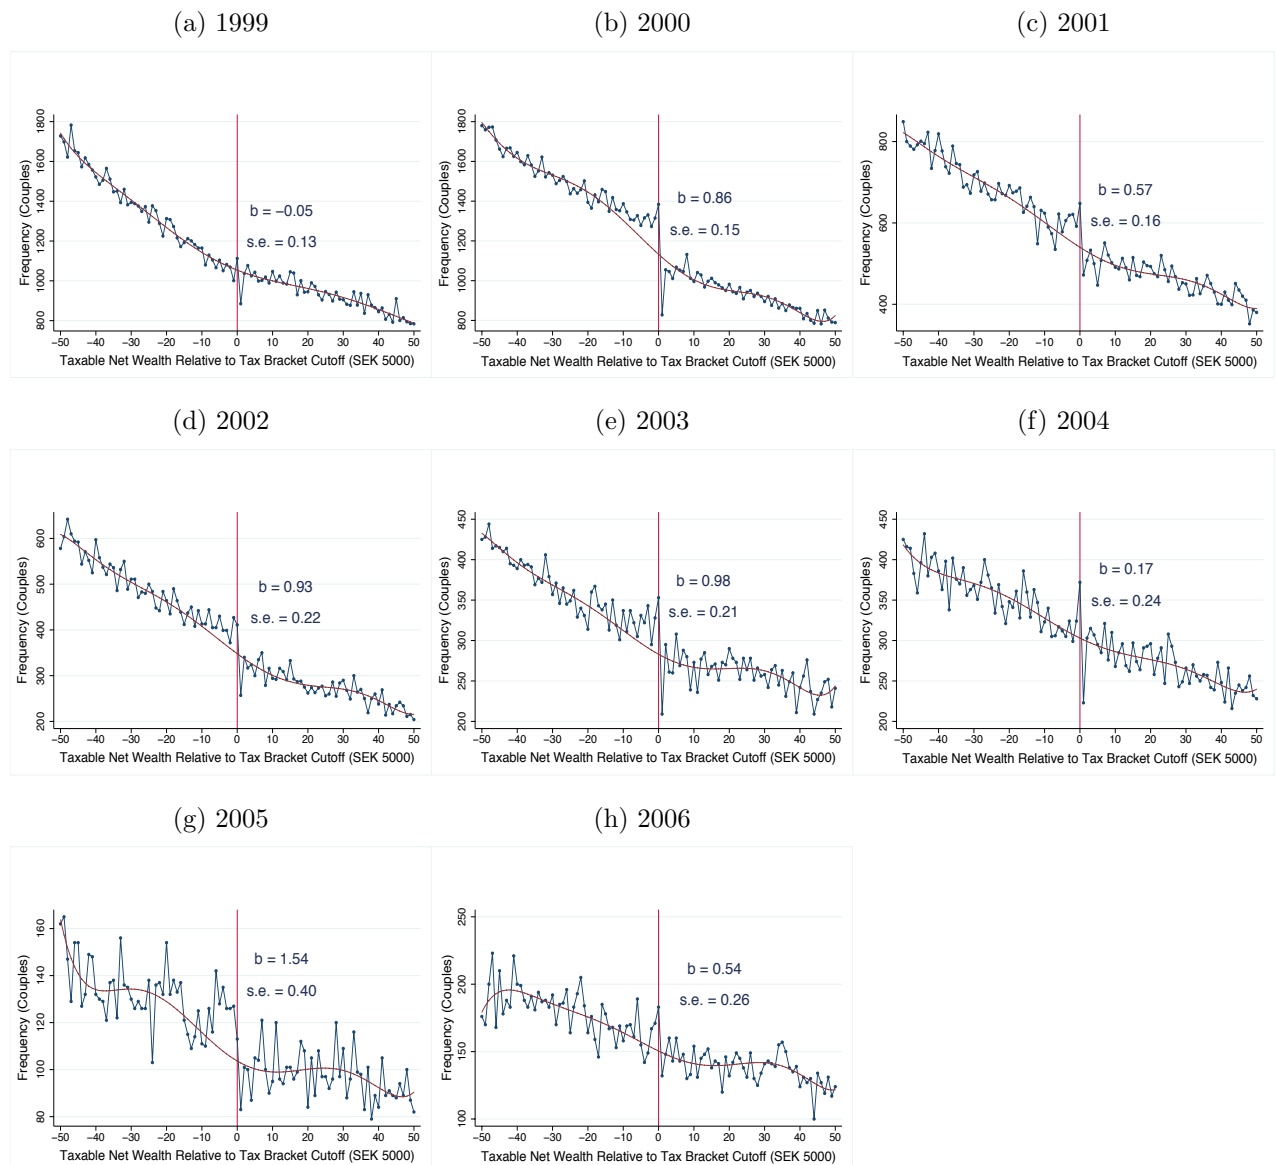 (a) 1999
1800
1600
1400
1200
1000
800
Frequency (Couples)
b = −0.05
s.e. = 0.13
−50 −40 −30 −20 −10 0 10 20 30 40 50
Taxable Net Wealth Relative to Tax Bracket Cutoff (SEK 5000)
(b) 2000
1800
1600
1400
1200
1000
800
Frequency (Couples)
b = 0.86
s.e. = 0.15
−50 −40 −30 −20 −10 0 10 20 30 40 50
Taxable Net Wealth Relative to Tax Bracket Cutoff (SEK 5000)
(c) 2001
800
600
400
Frequency (Couples)
b = 0.57
s.e. = 0.16
−50 −40 −30 −20 −10 0 10 20 30 40 50
Taxable Net Wealth Relative to Tax Bracket Cutoff (SEK 5000)
(d) 2002
600
500
400
300
200
Frequency (Couples)
b = 0.93
s.e. = 0.22
−50 −40 −30 −20 −10 0 10 20 30 40 50
Taxable Net Wealth Relative to Tax Bracket Cutoff (SEK 5000)
(e) 2003
450
400
350
300
250
200
Frequency (Couples)
b = 0.98
s.e. = 0.21
−50 −40 −30 −20 −10 0 10 20 30 40 50
Taxable Net Wealth Relative to Tax Bracket Cutoff (SEK 5000)
(f) 2004
450
400
350
300
250
200
Frequency (Couples)
b = 0.17
s.e. = 0.24
−50 −40 −30 −20 −10 0 10 20 30 40 50
Taxable Net Wealth Relative to Tax Bracket Cutoff (SEK 5000)
(g) 2005
160
140
120
100
80
Frequency (Couples)
b = 1.54
s.e. = 0.40
−50 −40 −30 −20 −10 0 10 20 30 40 50
Taxable Net Wealth Relative to Tax Bracket Cutoff (SEK 5000)
(h) 2006
250
200
150
100
Frequency (Couples)
b = 0.54
s.e. = 0.26
−50 −40 −30 −20 −10 0 10 20 30 40 50
Taxable Net Wealth Relative to Tax Bracket Cutoff (SEK 5000)